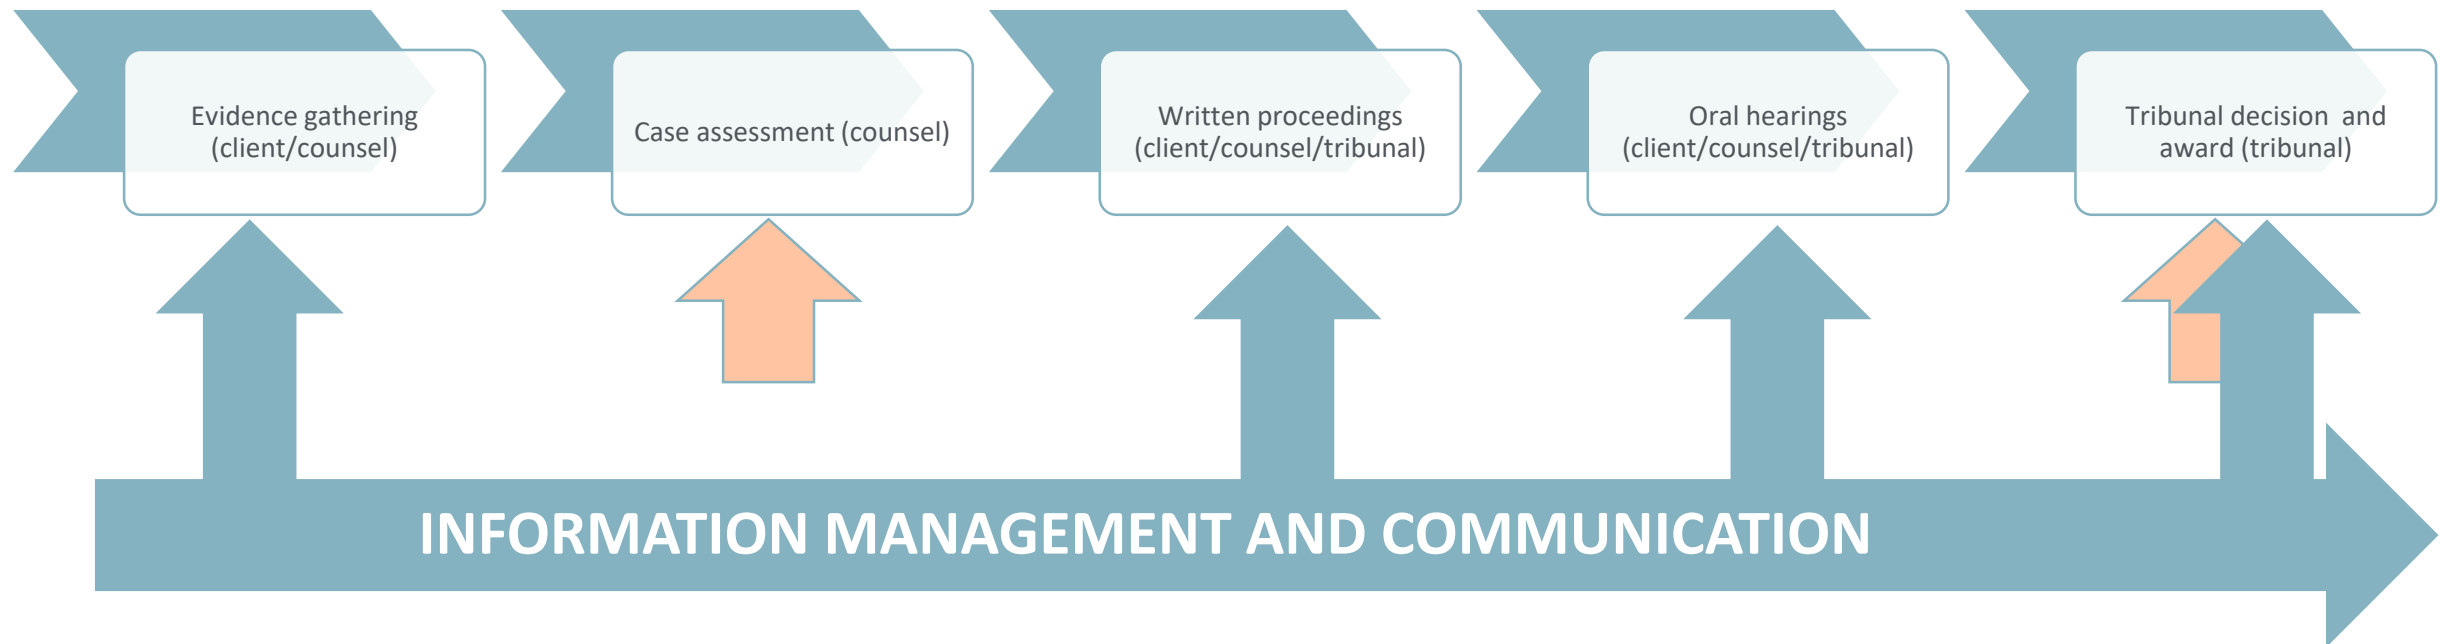 Evidence gathering
(client/counsel)
Case assessment (counsel)
Written proceedings
(client/counsel/tribunal)
Oral hearings
(client/counsel/tribunal)
Tribunal decision  and
award (tribunal)
INFORMATION MANAGEMENT AND COMMUNICATION